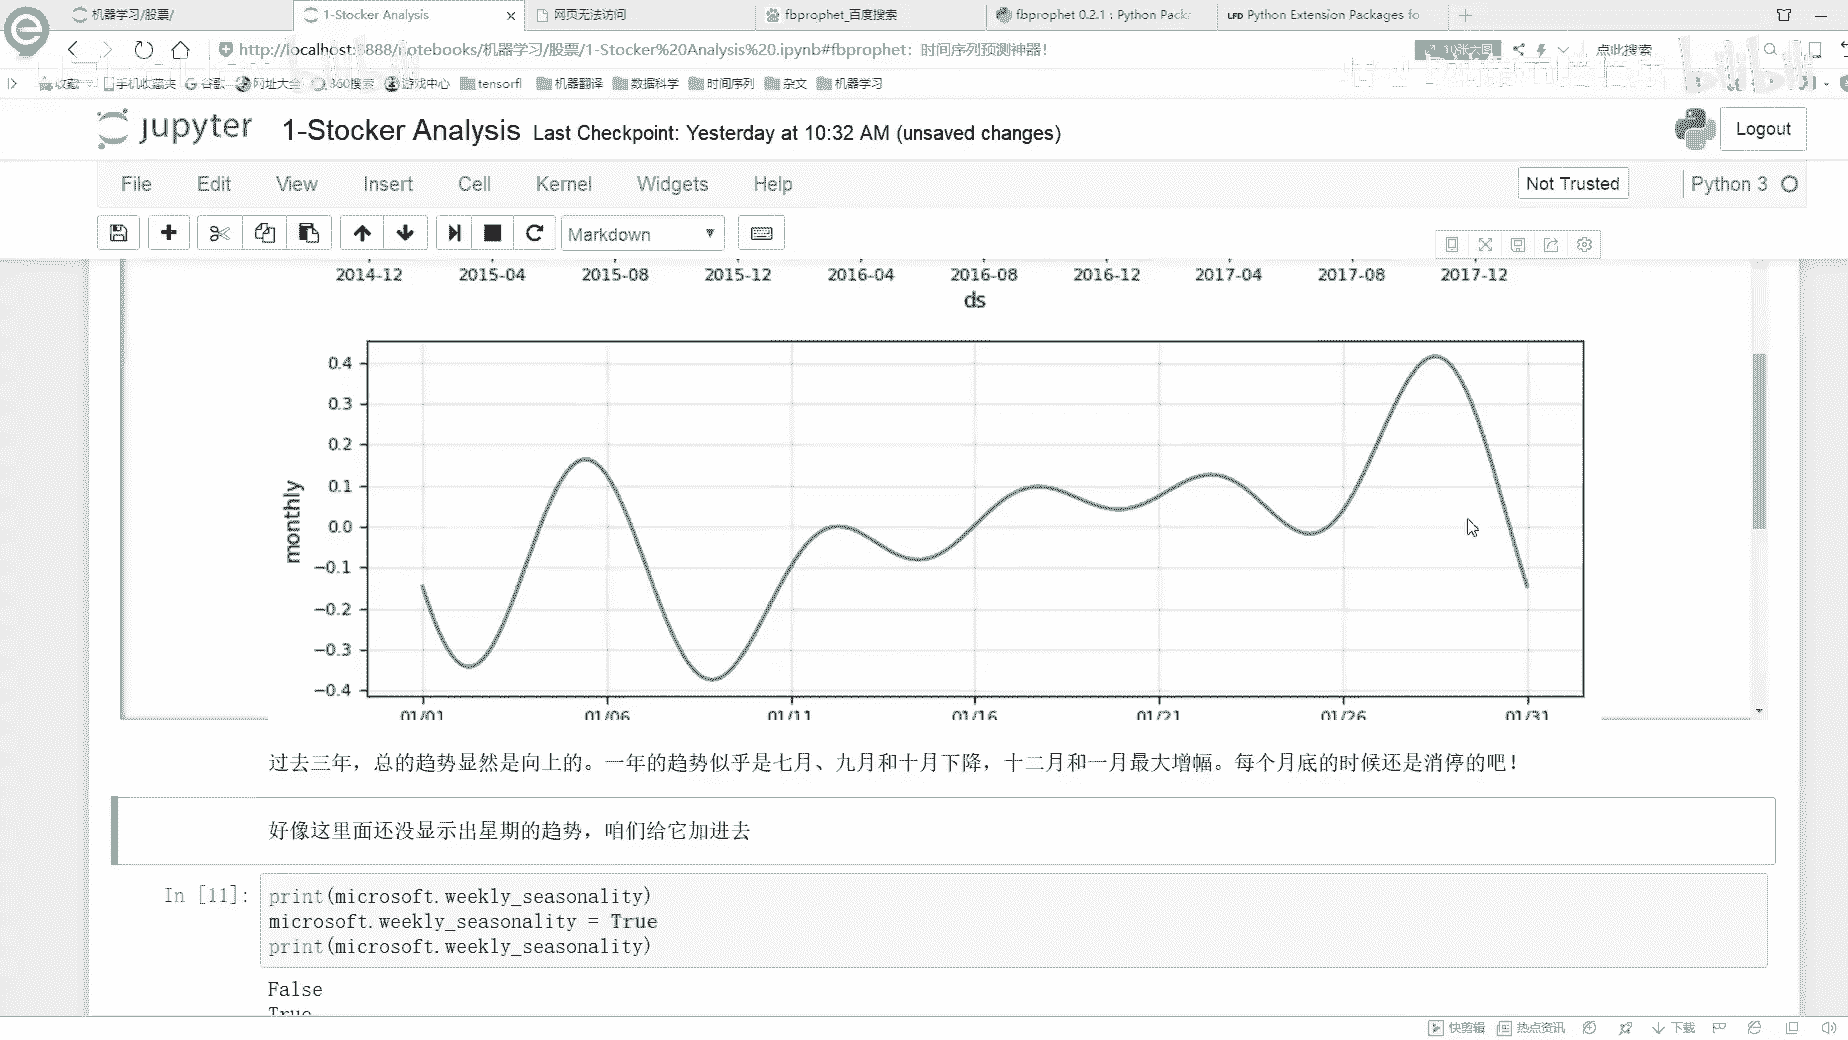 机器学习/股票/
1-Stocker Analysis
网页无法访问
fbprophet_百度搜索
fbprophet 0.2.1 : Python Pack
LFD Python Extension Packages fo
http://localhost:8888/notebooks/机器学习/股票/1-Stocker%20Analysis%20.ipynb#fbprophet：时间序列预测神器!
10张大图
点此搜索
收藏
手机收藏夹
谷歌
网址大全
360搜索
游戏中心
tensorfl
机器翻译
数据科学
时间序列
杂文
机器学习
jupyter
1-Stocker Analysis
Last Checkpoint: Yesterday at 10:32 AM (unsaved changes)
Logout
File Edit View Insert Cell Kernel Widgets Help
Not Trusted
Python 3
Markdown
2014-12 2015-04 2015-08 2015-12 2016-04 2016-08 2016-12 2017-04 2017-08 2017-12
ds
0.4
0.3
0.2
0.1
0.0
−0.1
−0.2
−0.3
−0.4
monthly
01/01 01/06 01/11 01/16 01/21 01/26 01/31
过去三年，总的趋势显然是向上的。一年的趋势似乎是七月、九月和十月下降，十二月和一月最大增幅。每个月底的时候还是消停的吧！
好像这里面还没显示出星期的趋势，咱们给它加进去
In [11]:
print(microsoft.weekly_seasonality)
microsoft.weekly_seasonality = True
print(microsoft.weekly_seasonality)
False
True
快剪辑
热点资讯
下载